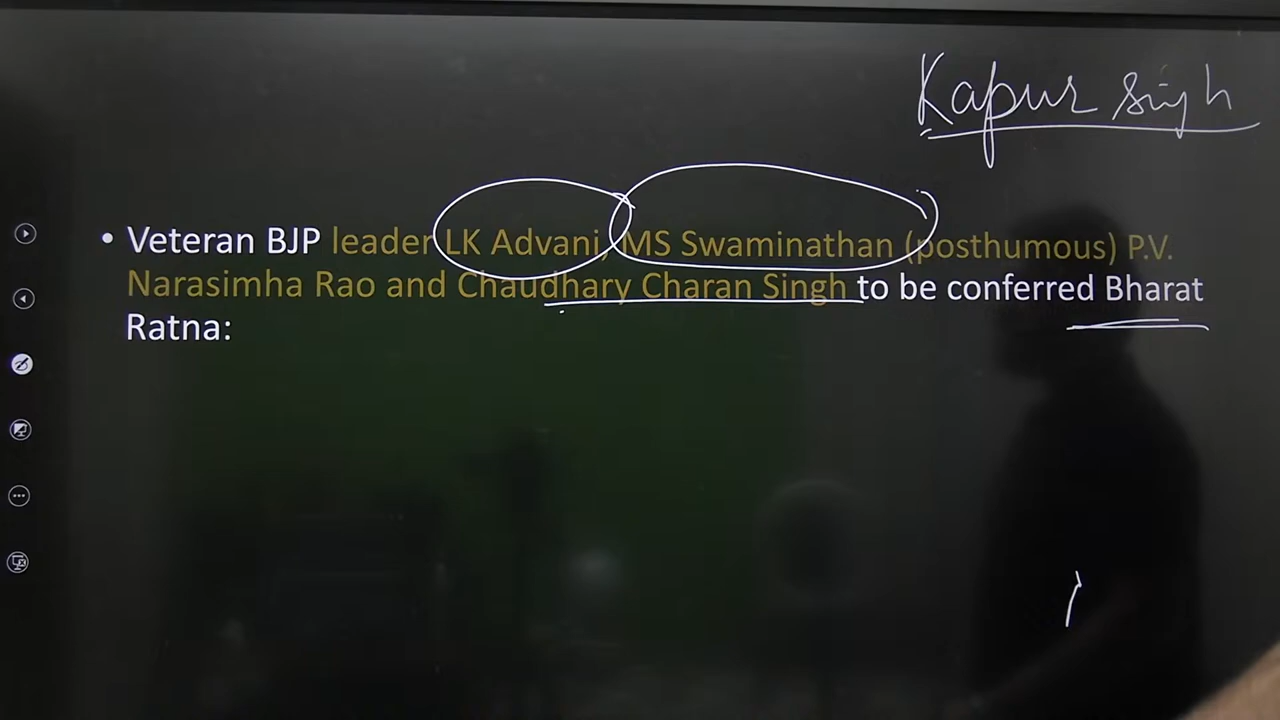 Kapur Singh
• Veteran BJP leader LK Advani, MS Swaminathan (posthumous) P.V.
Narasimha Rao and Chaudhary Charan Singh to be conferred Bharat
Ratna: